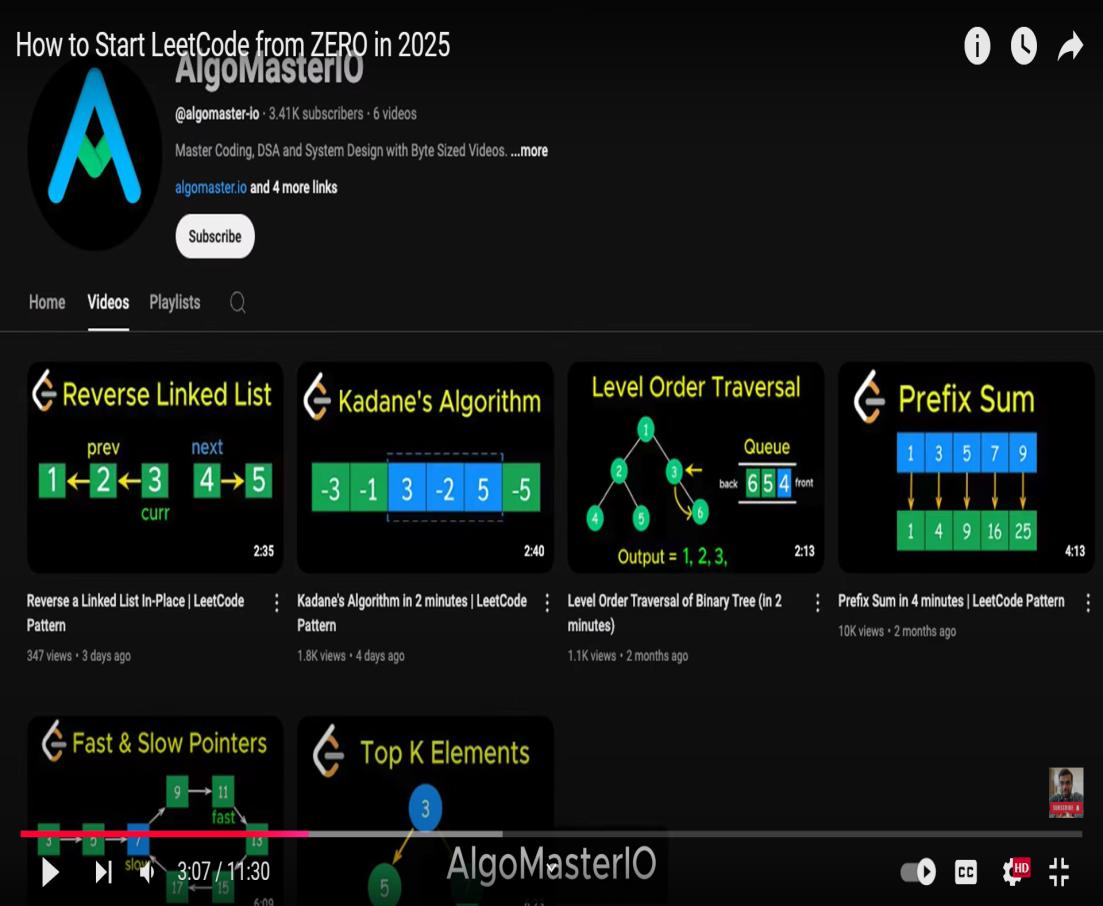 How to Start LeetCode from ZERO in 2025
AlgoMasterIO
@algomaster-io · 3.41K subscribers · 6 videos
Master Coding, DSA and System Design with Byte Sized Videos. ...more
algomaster.io and 4 more links
Subscribe
Home Videos Playlists
Reverse Linked List
prev next
1 2 3 4 5
curr
2:35
Reverse a Linked List In-Place | LeetCode
Pattern
347 views • 3 days ago
Kadane's Algorithm
-3 -1 3 -2 5 -5
2:40
Kadane's Algorithm in 2 minutes | LeetCode
Pattern
1.8K views • 4 days ago
Level Order Traversal
1
2 3
4 5 6
Queue
back 6 5 4 front
Output = 1, 2, 3,
2:13
Level Order Traversal of Binary Tree (in 2
minutes)
1.1K views • 2 months ago
Prefix Sum
1 3 5 7 9
1 4 9 16 25
4:13
Prefix Sum in 4 minutes | LeetCode Pattern
10K views • 2 months ago
Fast & Slow Pointers
9 11
fast
3 5 7 13
slow
17 15
6:09
Top K Elements
3
5
SUBSCRIBE
3:07 / 11:30
AlgoMasterIO
CC
HD